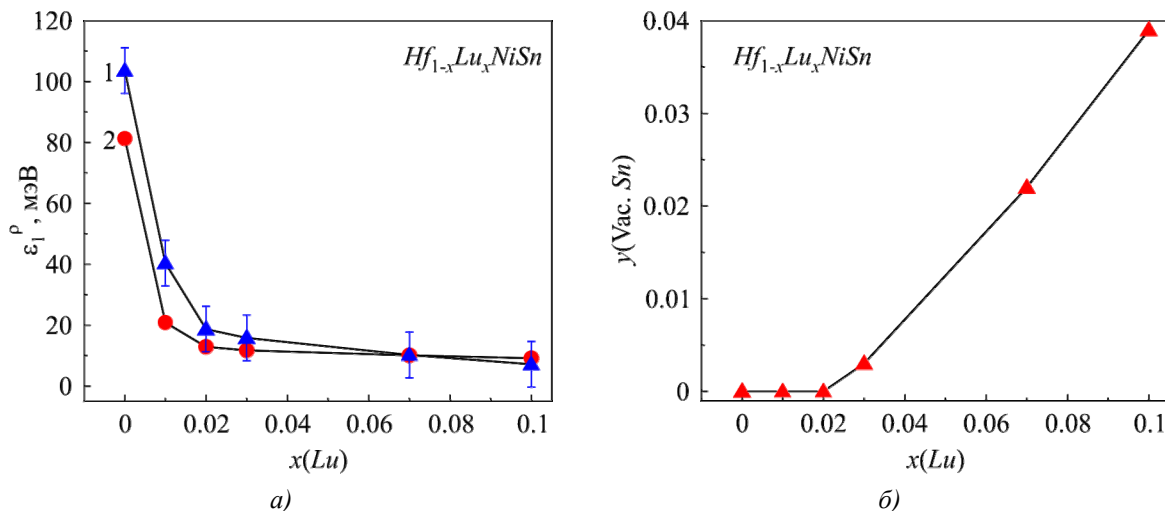 120
100
80
60
40
20
0
ε₁ᵖ, мэВ
1
2
Hf₁₋ₓLuₓNiSn
0 0.02 0.04 0.06 0.08 0.1
x(Lu)
а)
0.04
0.03
0.02
0.01
0
y(Vac. Sn)
Hf₁₋ₓLuₓNiSn
0 0.02 0.04 0.06 0.08 0.1
x(Lu)
б)